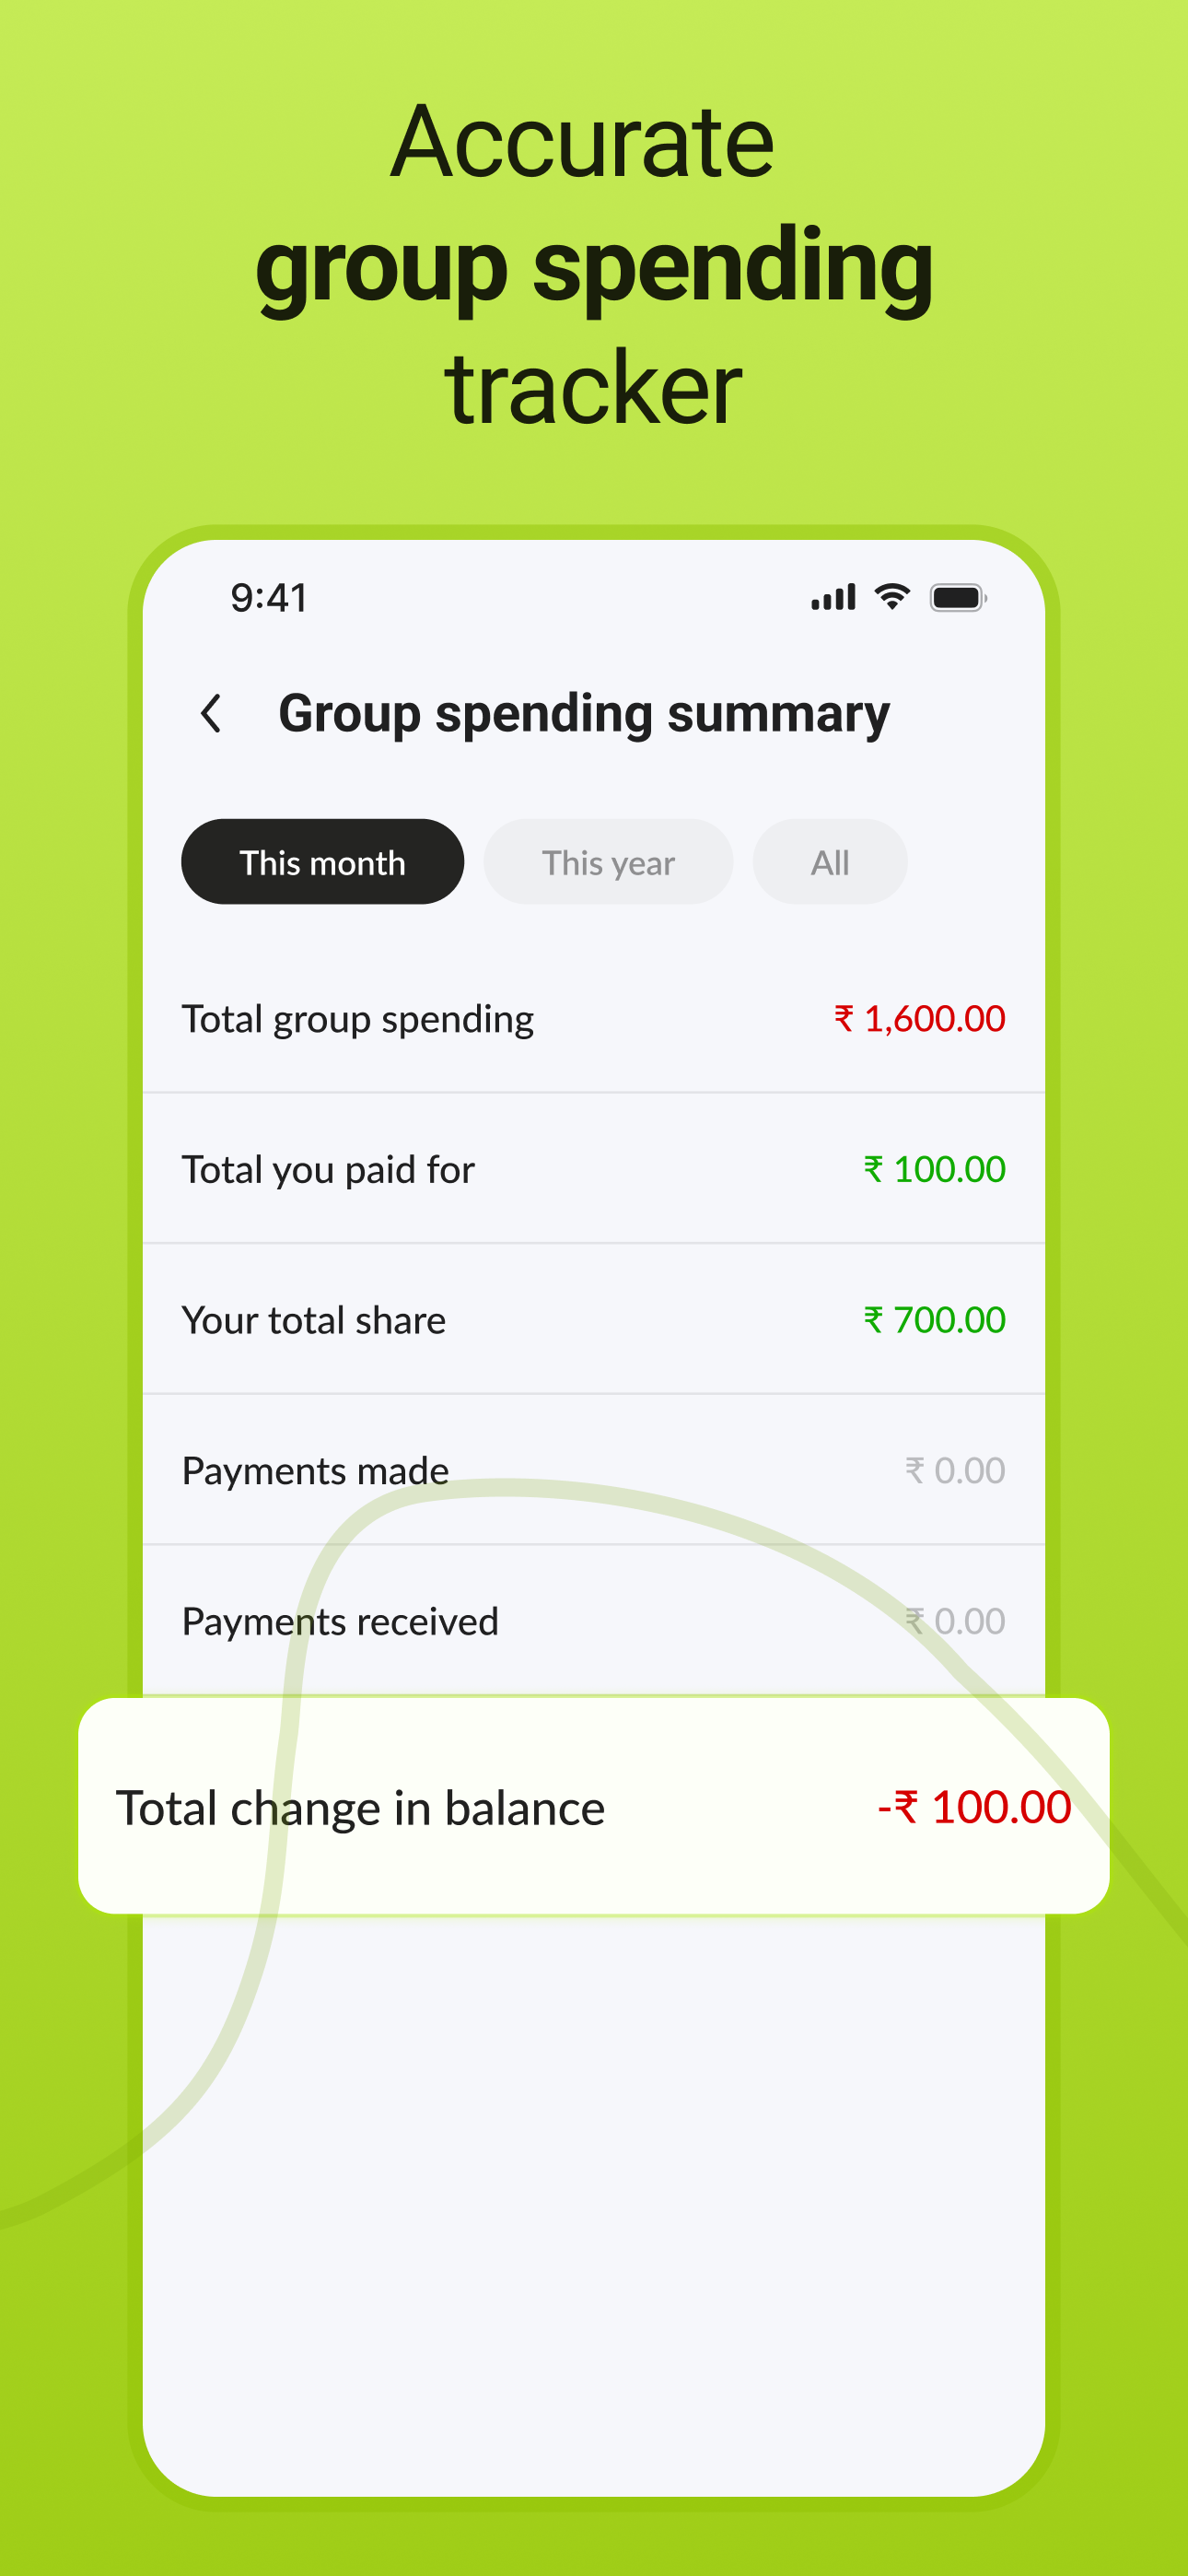 Accurate
group spending
tracker
9:41
Group spending summary
This month This year All
Total group spending ₹ 1,600.00
Total you paid for ₹ 100.00
Your total share ₹ 700.00
Payments made ₹ 0.00
Payments received ₹ 0.00
Total change in balance -₹ 100.00